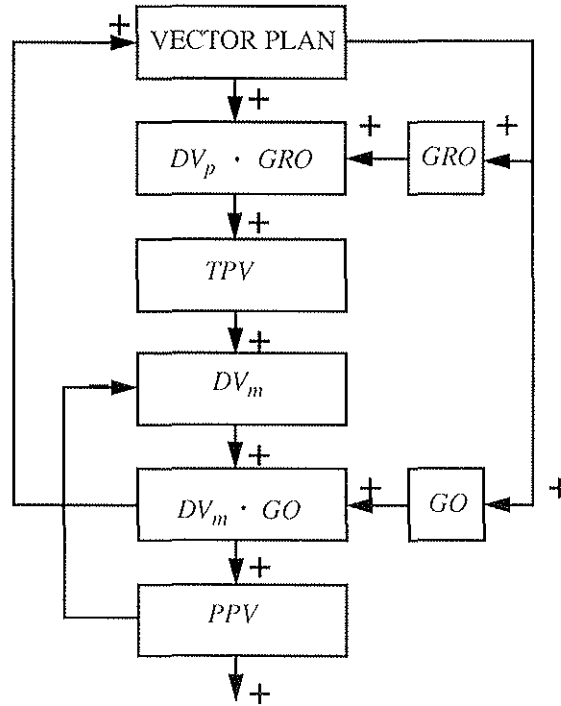 +
VECTOR PLAN
+
+ +
DVp · GRO
GRO
+
TPV
+
DVm
+
+ +
DVm · GO
GO
+
PPV
+